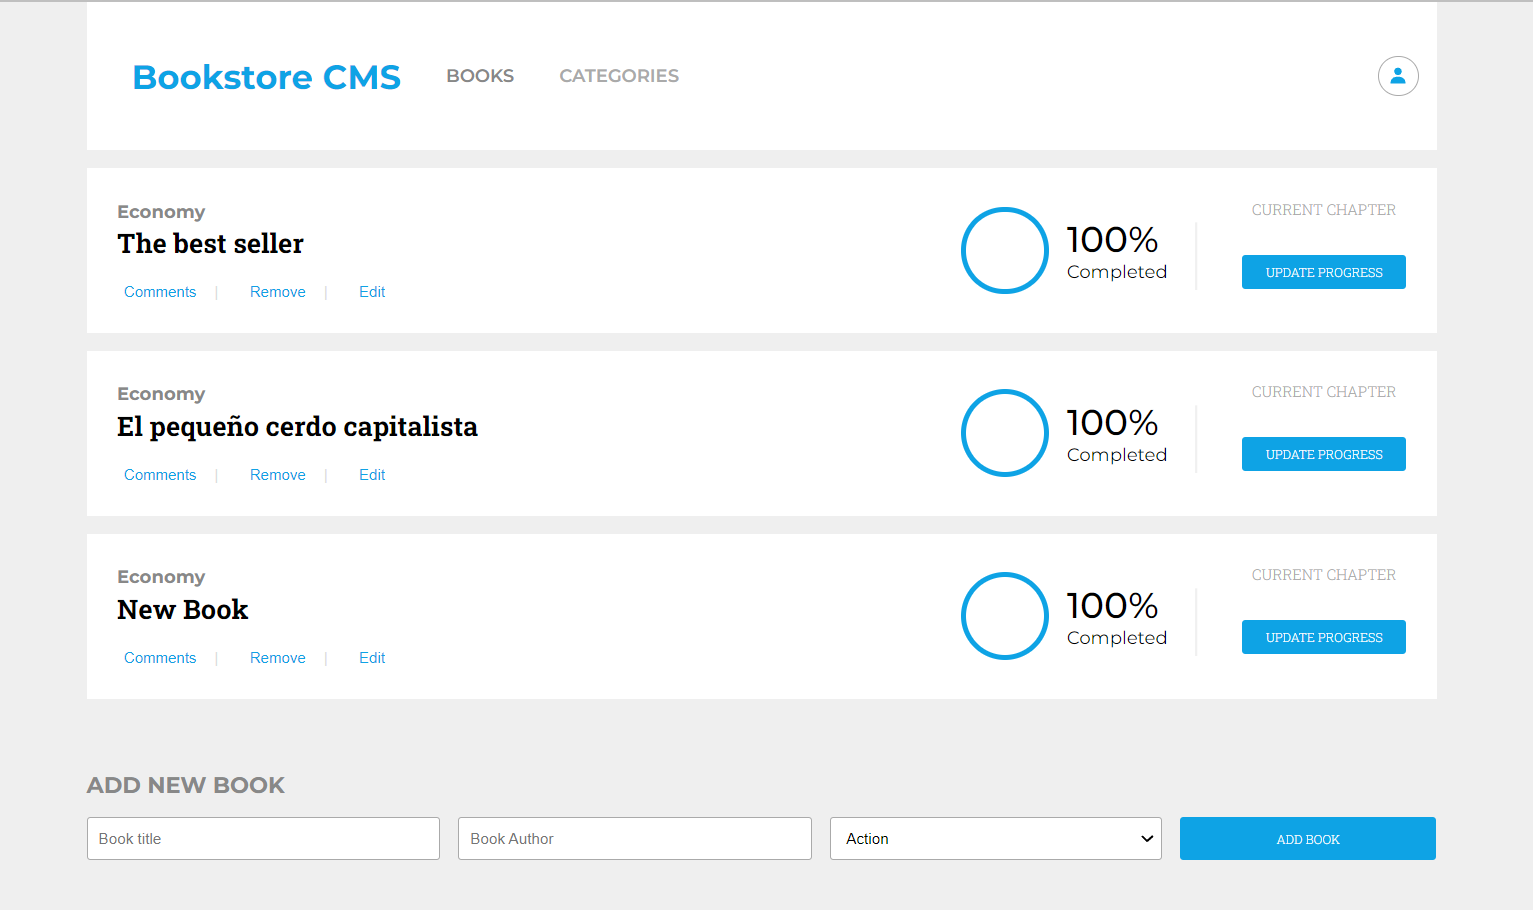 Bookstore CMS BOOKS CATEGORIES
Economy
The best seller
Comments | Remove | Edit
100%
Completed
CURRENT CHAPTER
UPDATE PROGRESS
Economy
El pequeño cerdo capitalista
Comments | Remove | Edit
100%
Completed
CURRENT CHAPTER
UPDATE PROGRESS
Economy
New Book
Comments | Remove | Edit
100%
Completed
CURRENT CHAPTER
UPDATE PROGRESS
ADD NEW BOOK
Book title Book Author Action ADD BOOK